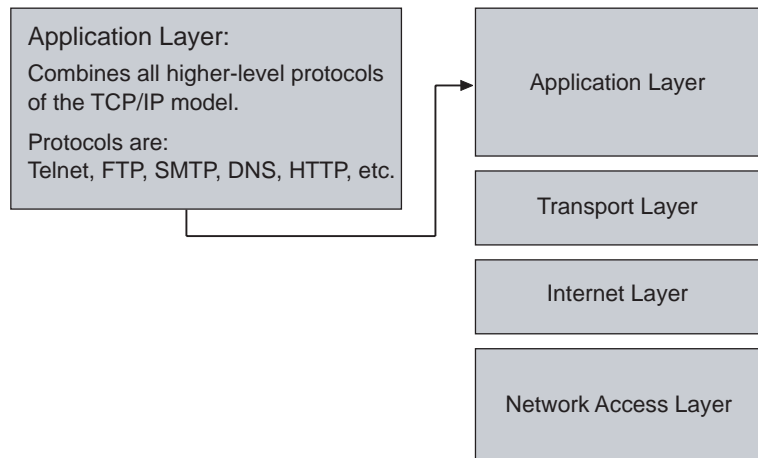 Application Layer:
Combines all higher-level protocols
of the TCP/IP model.
Protocols are:
Telnet, FTP, SMTP, DNS, HTTP, etc.
Application Layer
Transport Layer
Internet Layer
Network Access Layer